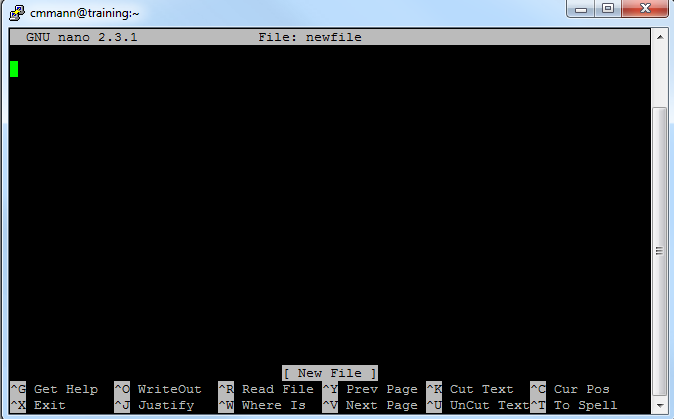 cmmann@training:~
GNU nano 2.3.1 File: newfile
[ New File ]
^G Get Help ^O WriteOut ^R Read File ^Y Prev Page ^K Cut Text ^C Cur Pos
^X Exit ^J Justify ^W Where Is ^V Next Page ^U UnCut Text ^T To Spell